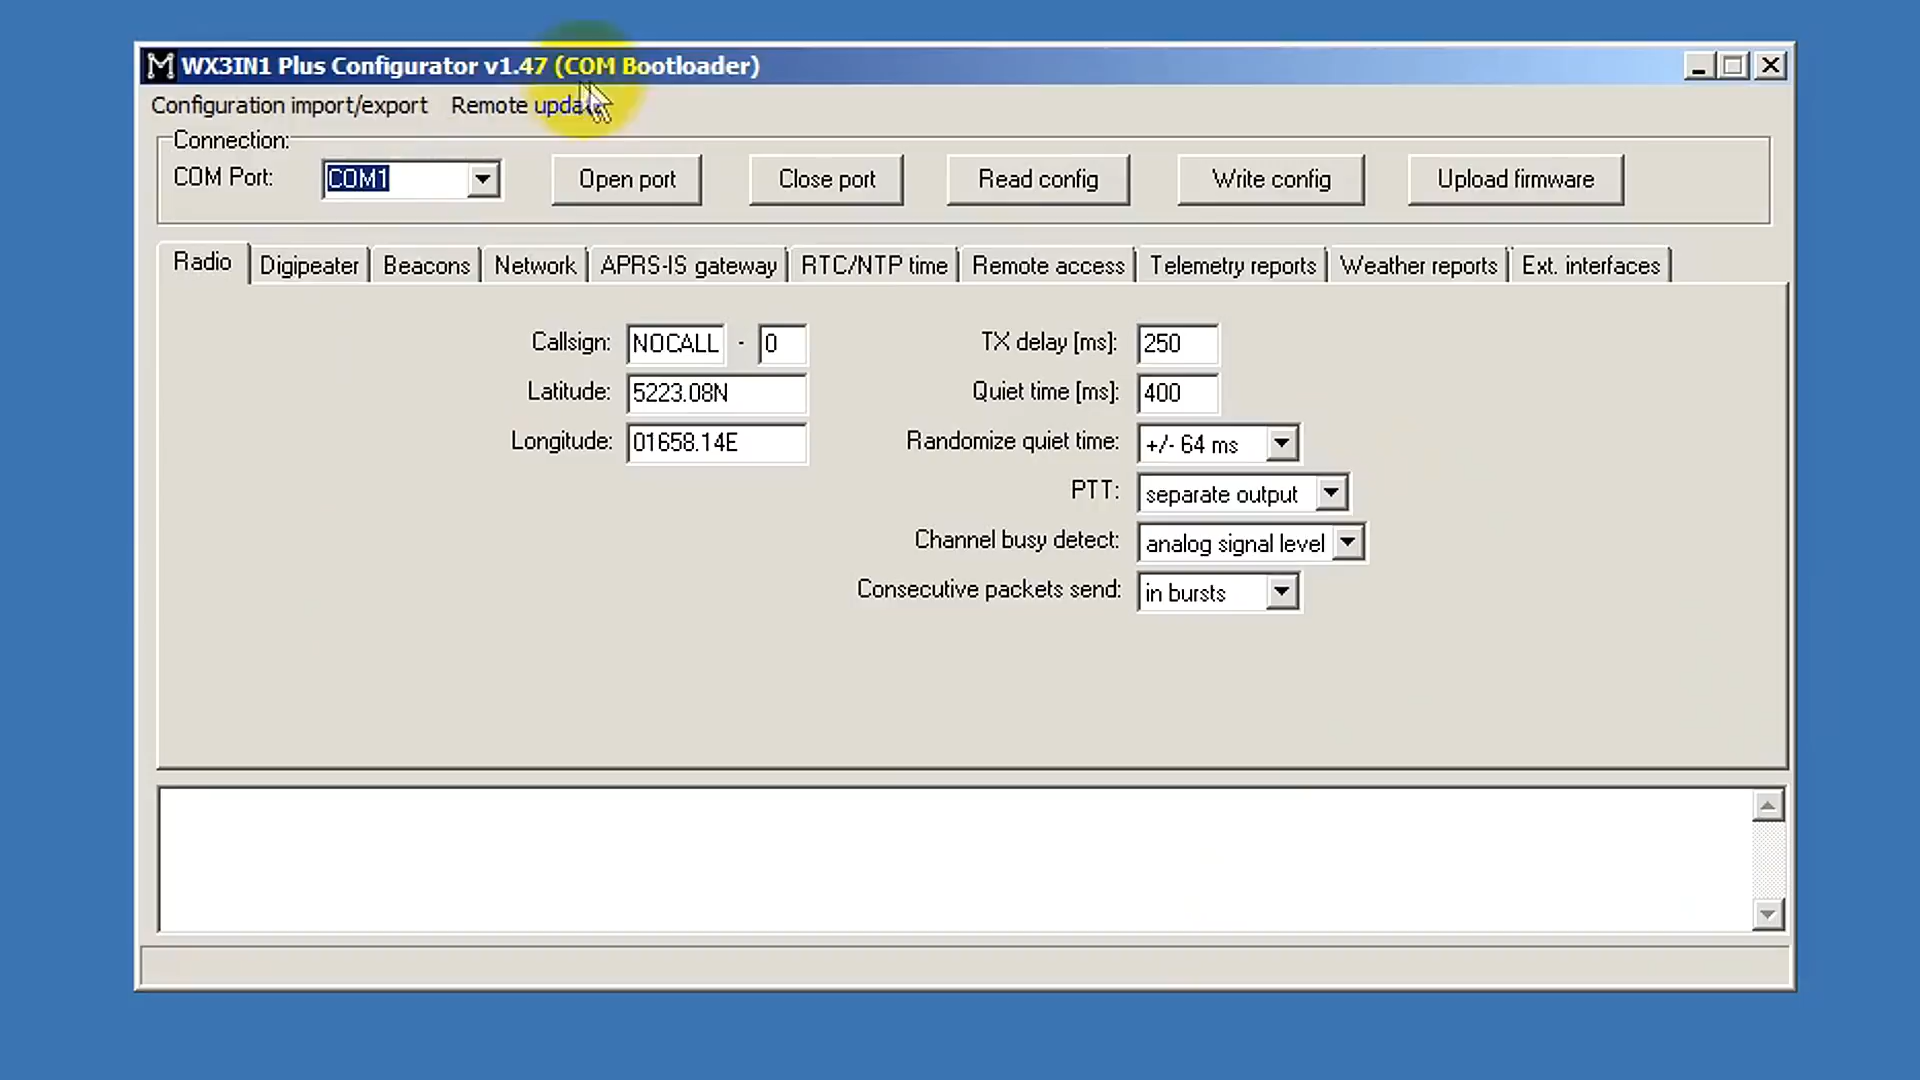 WX3IN1 Plus Configurator v1.47 (COM Bootloader)
Configuration import/export Remote update
Connection:
COM Port: COM1 Open port Close port Read config Write config Upload firmware
Radio Digipeater Beacons Network APRS-IS gateway RTC/NTP time Remote access Telemetry reports Weather reports Ext. interfaces
Callsign: NOCALL - 0 TX delay [ms]: 250
Latitude: 5223.08N Quiet time [ms]: 400
Longitude: 01658.14E Randomize quiet time: +/- 64 ms
PTT: separate output
Channel busy detect: analog signal level
Consecutive packets send: in bursts